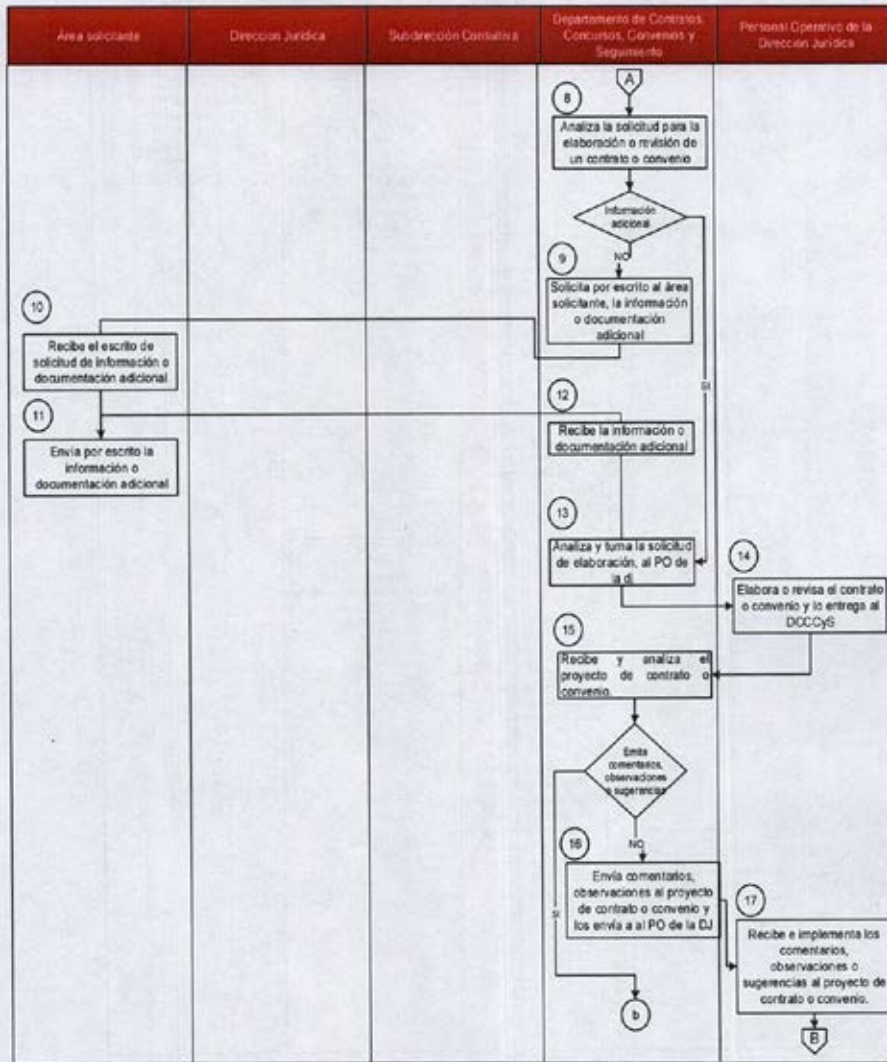 Área solicitante
Direccion Jurídica
Subdirección Consultiva
Departamento de Contratos,
Concursos, Convenios y
Seguimiento
Personal Operativo de la
Dirección Jurídica
A
8
Analiza la solicitud para la
elaboración o revisión de
un contrato o convenio
Información
adicional
NO
SI
9
Solicita por escrito al área
solicitante, la información
o documentación
adicional
10
Recibe el escrito de
solicitud de información o
documentación adicional
11
Envía por escrito la
información o
documentación adicional
12
Recibe la información o
documentación adicional
13
Analiza y turna la solicitud
de elaboración, al PO de
la dj
14
Elabora o revisa el contrato
o convenio y lo entrega al
DCCCyS
15
Recibe y analiza el
proyecto de contrato o
convenio.
Emite
comentarios,
observaciones
o sugerencias
NO
SI
16
Envía comentarios,
observaciones al proyecto
de contrato o convenio y
los envía a al PO de la DJ
17
Recibe e implementa los
comentarios,
observaciones o
sugerencias al proyecto de
contrato o convenio.
b
B